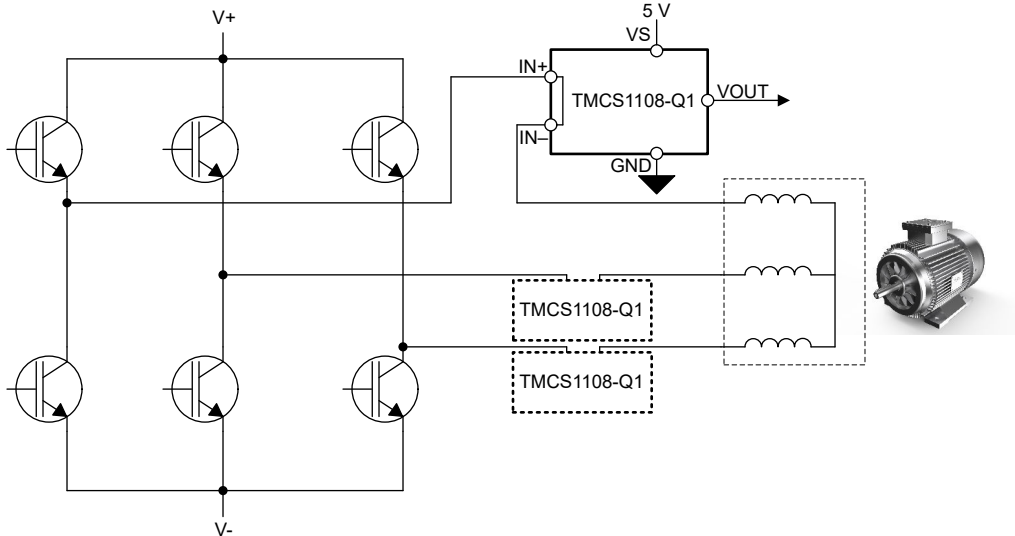 V+
5 V
VS
IN+
TMCS1108-Q1
VOUT
IN–
GND
TMCS1108-Q1
TMCS1108-Q1
V-